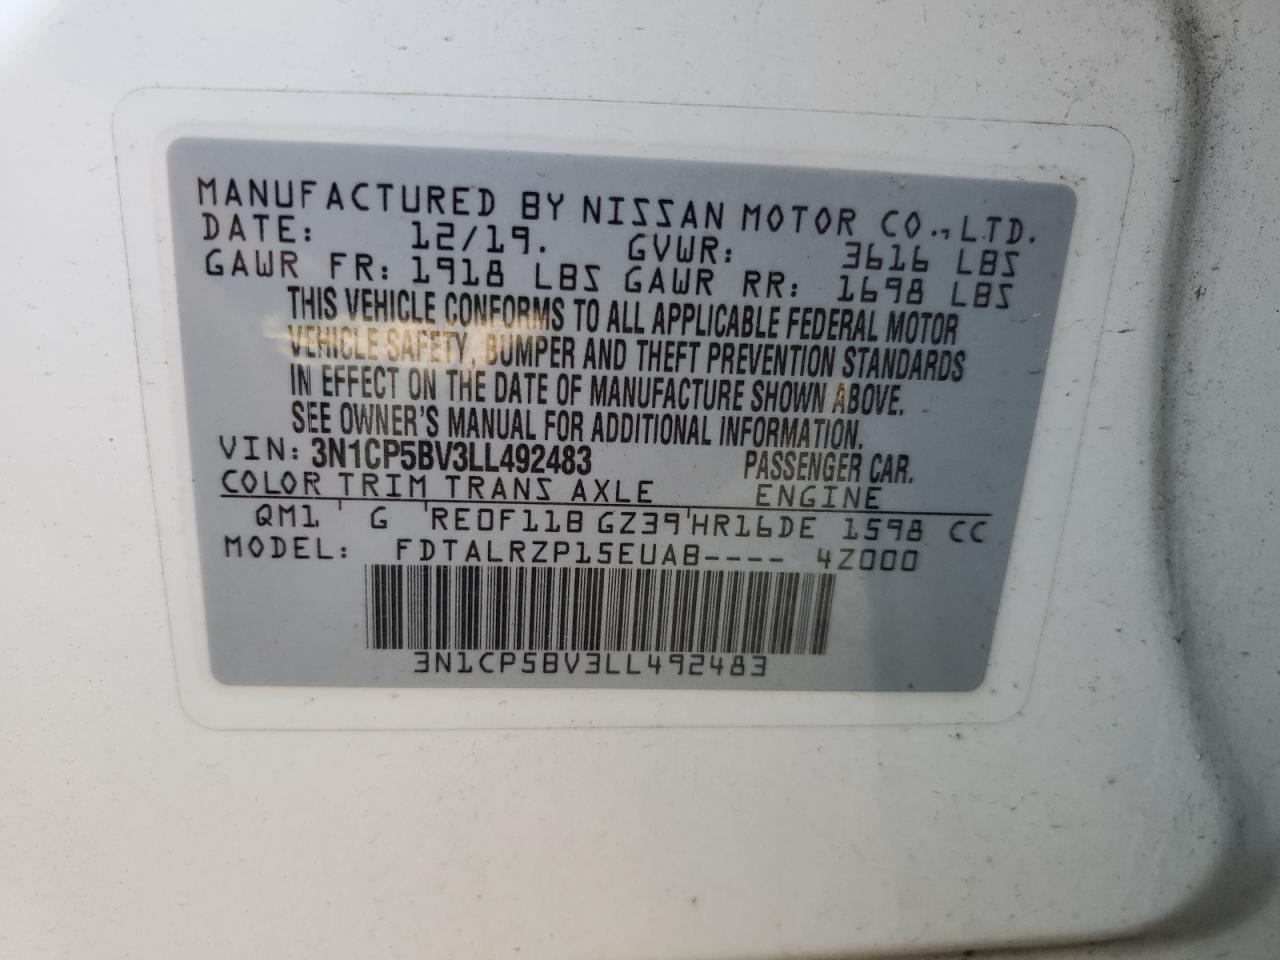 MANUFACTURED BY NISSAN MOTOR CO., LTD.
DATE: 12/19. GVWR: 3616 LBS
GAWR FR: 1918 LBS GAWR RR: 1698 LBS
THIS VEHICLE CONFORMS TO ALL APPLICABLE FEDERAL MOTOR
VEHICLE SAFETY, BUMPER AND THEFT PREVENTION STANDARDS
IN EFFECT ON THE DATE OF MANUFACTURE SHOWN ABOVE.
SEE OWNER'S MANUAL FOR ADDITIONAL INFORMATION.
VIN: 3N1CP5BV3LL492483 PASSENGER CAR.
COLOR TRIM TRANS AXLE ENGINE
QM1 ' G ' RE0F11B GZ39 ' HR16DE 1598 CC
MODEL: FDTALRZP15EUAB---- 4Z000
3N1CP5BV3LL492483